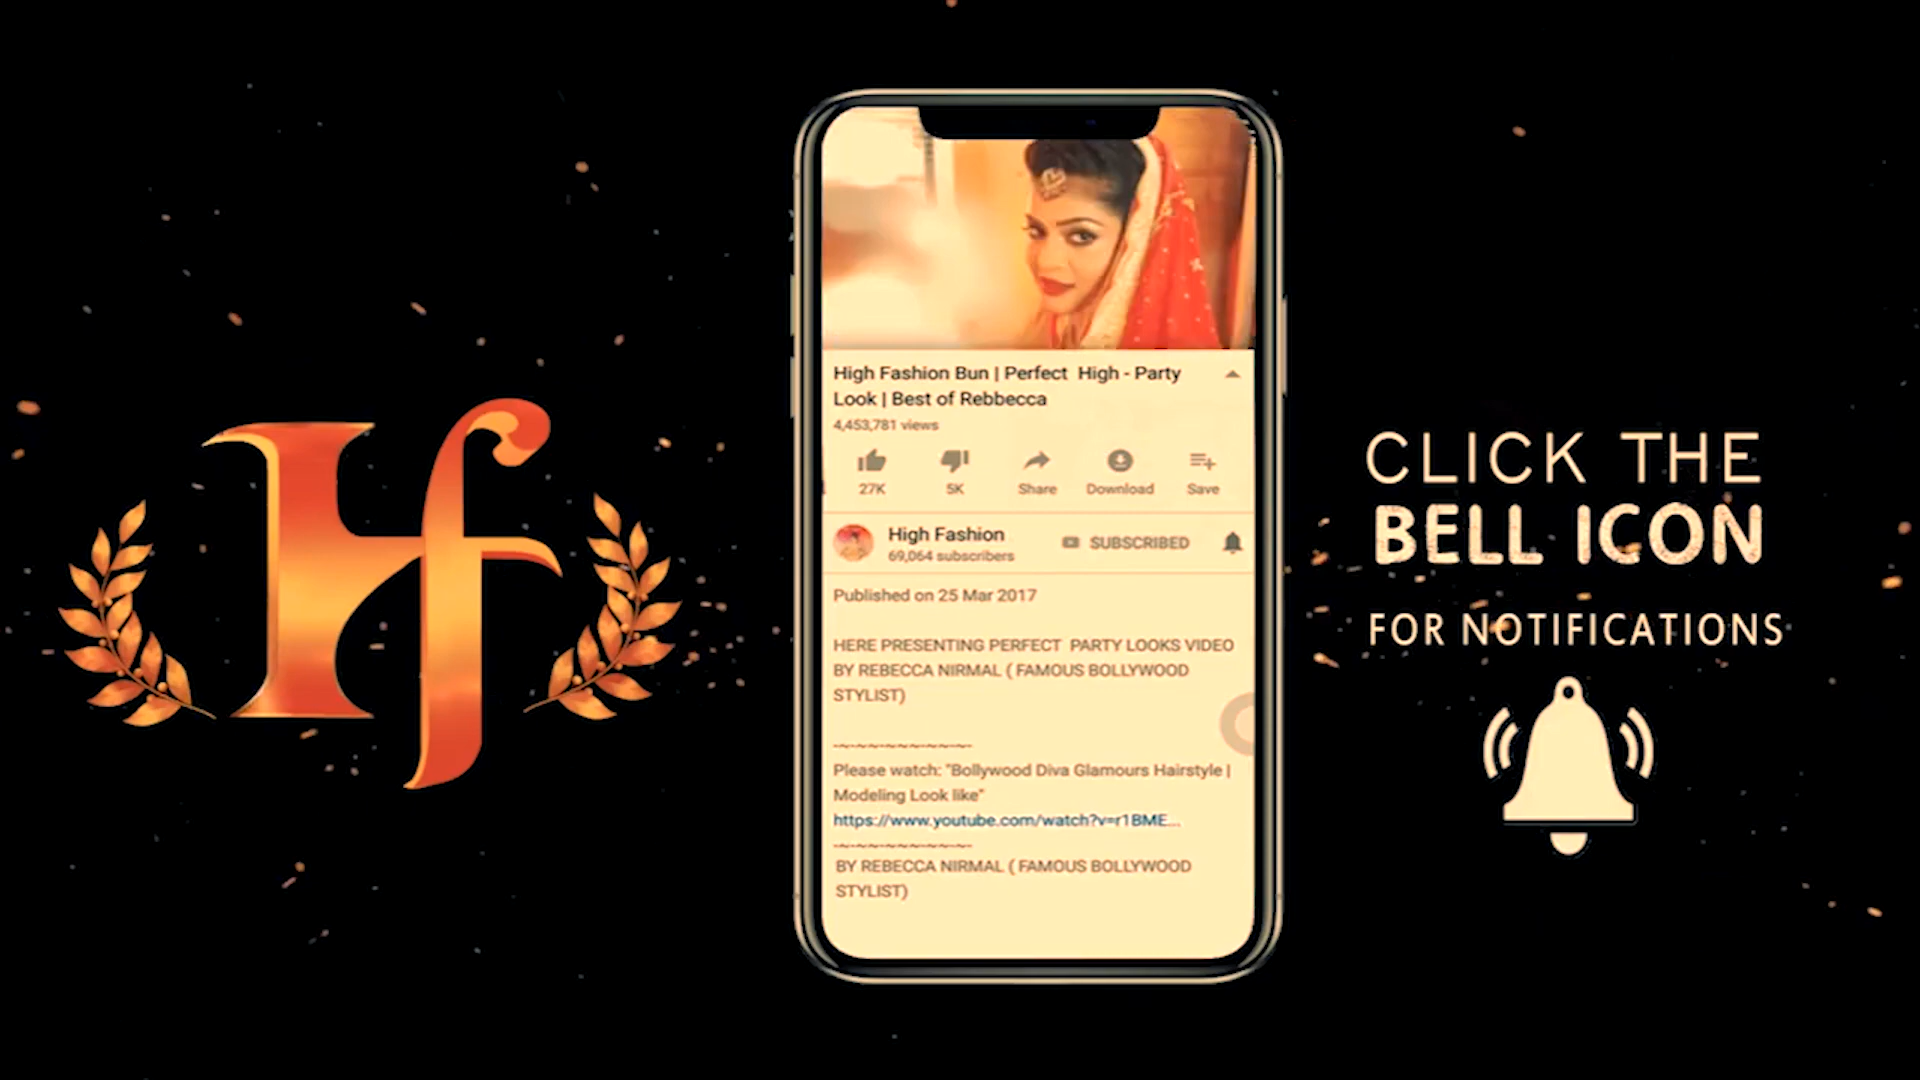 Hf
High Fashion Bun | Perfect High - Party
Look | Best of Rebbecca
4,453,781 views
27K 5K Share Download Save
High Fashion
69,064 subscribers
SUBSCRIBED
Published on 25 Mar 2017
HERE PRESENTING PERFECT PARTY LOOKS VIDEO
BY REBECCA NIRMAL ( FAMOUS BOLLYWOOD
STYLIST)
-~-~~-~~~-~~-~-
Please watch: "Bollywood Diva Glamours Hairstyle |
Modeling Look like"
https://www.youtube.com/watch?v=r1BME...
-~-~~-~~~-~~-~-
BY REBECCA NIRMAL ( FAMOUS BOLLYWOOD
STYLIST)
CLICK THE
BELL ICON
FOR NOTIFICATIONS